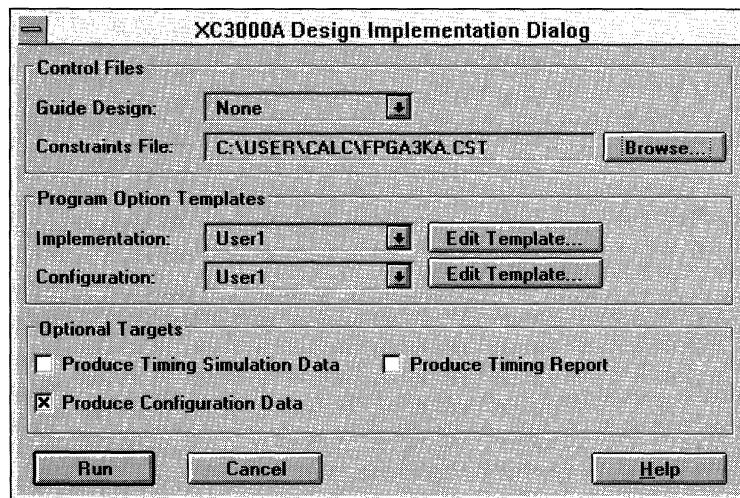 XC3000A Design Implementation Dialog
Control Files
Guide Design: None
Constraints File: C:\USER\CALC\FPGA3KA.CST Browse...
Program Option Templates
Implementation: User1 Edit Template...
Configuration: User1 Edit Template...
Optional Targets
Produce Timing Simulation Data Produce Timing Report
Produce Configuration Data
Run Cancel Help